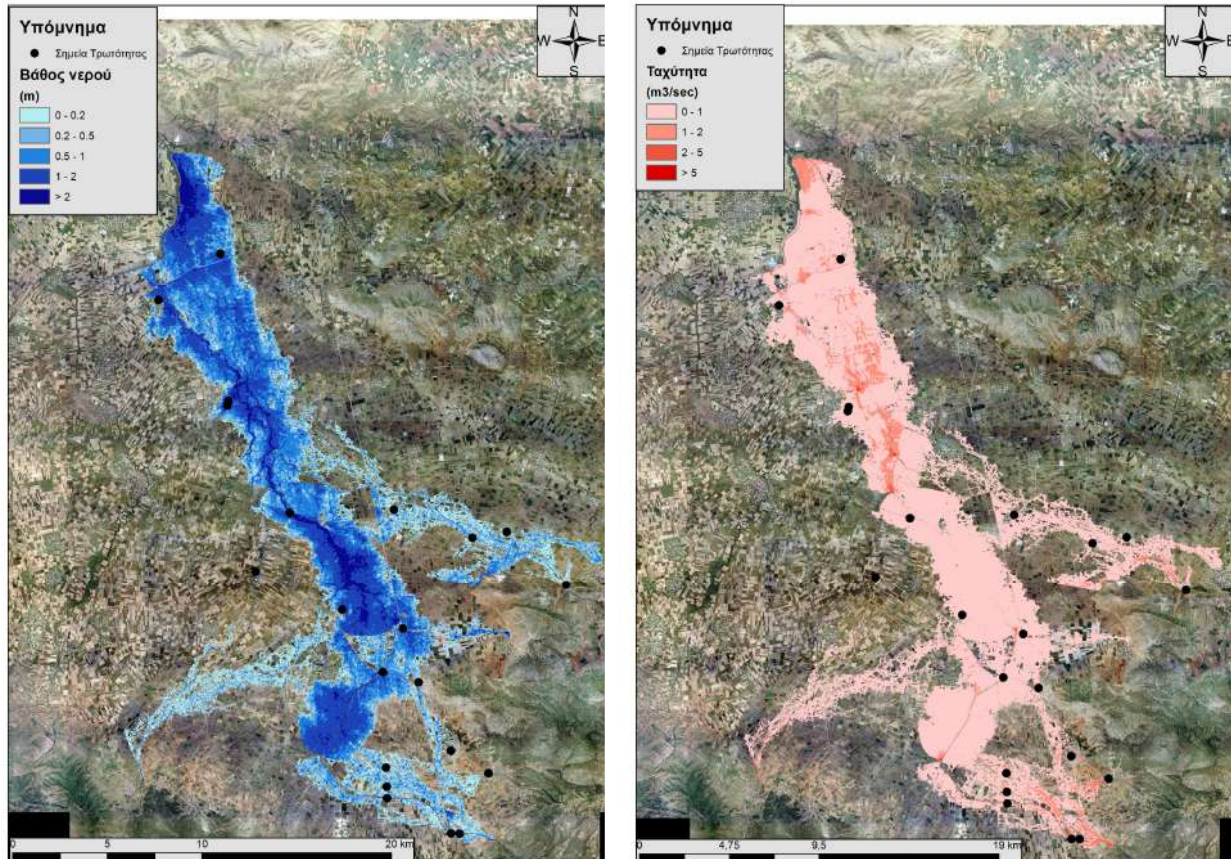 Υπόμνημα
Σημεία Τρωτότητας
Βάθος νερού
(m)
0 - 0.2
0.2 - 0.5
0.5 - 1
1 - 2
> 2
N
W E
S
0 5 10 20 km
Υπόμνημα
Σημεία Τρωτότητας
Ταχύτητα
(m3/sec)
0 - 1
1 - 2
2 - 5
> 5
N
W E
S
0 4,75 9,5 19 km